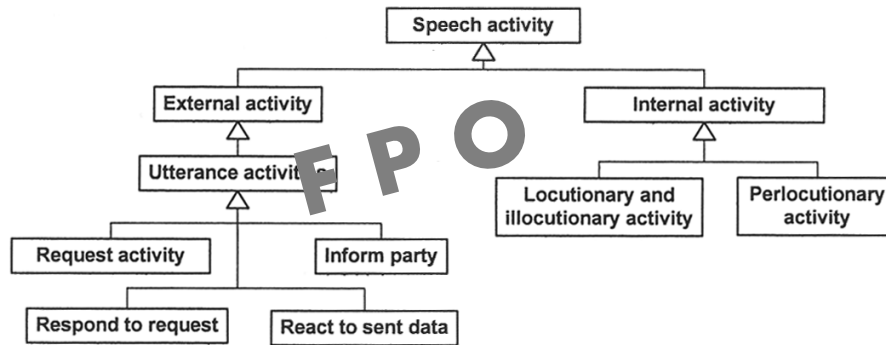 Speech activity
External activity
Internal activity
F P O
Utterance activities
Locutionary and
illocutionary activity
Perlocutionary
activity
Request activity
Inform party
Respond to request
React to sent data